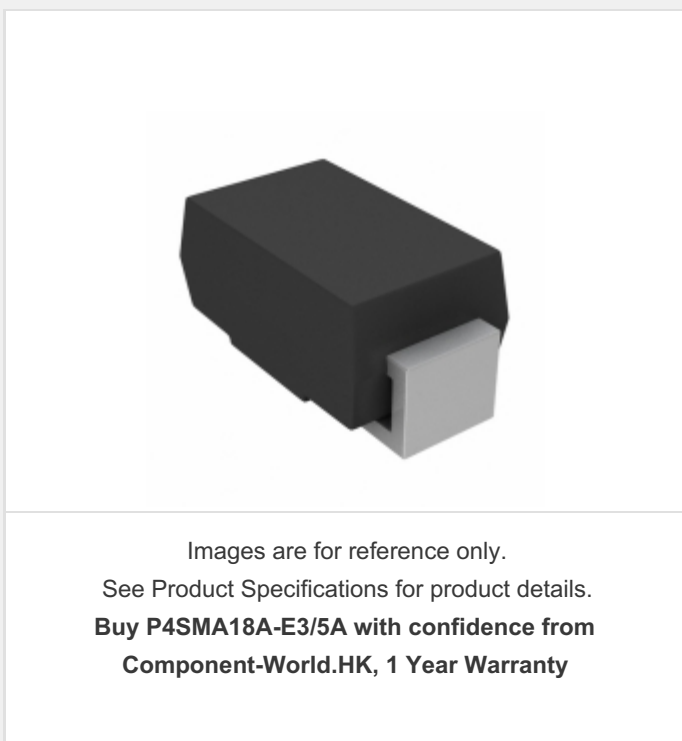 Images are for reference only.
See Product Specifications for product details.
Buy P4SMA18A-E3/5A with confidence from
Component-World.HK, 1 Year Warranty